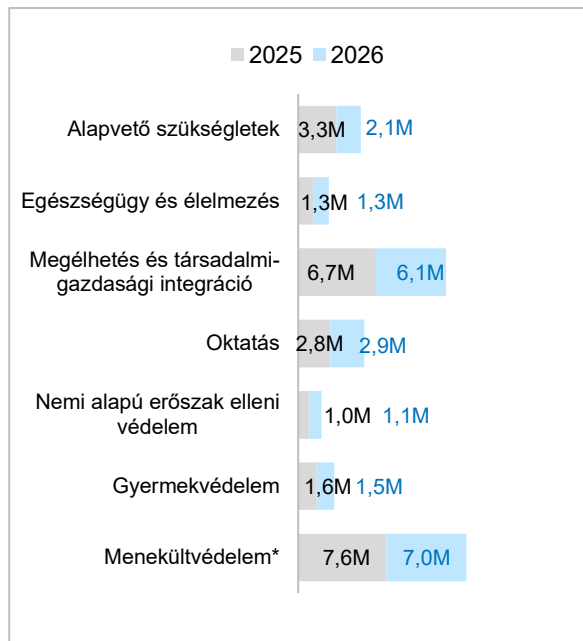 2025 2026
Alapvető szükségletek 3,3M 2,1M
Egészségügy és élelmezés 1,3M 1,3M
Megélhetés és társadalmi-
gazdasági integráció 6,7M 6,1M
Oktatás 2,8M 2,9M
Nemi alapú erőszak elleni
védelem 1,0M 1,1M
Gyermekvédelem 1,6M 1,5M
Menekültvédelem* 7,6M 7,0M